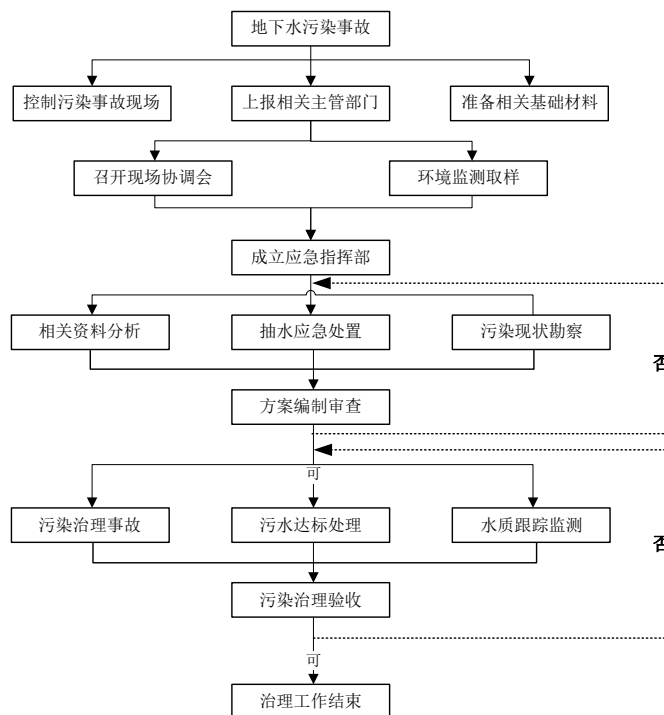 地下水污染事故
控制污染事故现场
上报相关主管部门
准备相关基础材料
召开现场协调会
环境监测取样
成立应急指挥部
相关资料分析
抽水应急处置
污染现状勘察
否
方案编制审查
可
污染治理事故
污水达标处理
水质跟踪监测
否
污染治理验收
可
治理工作结束